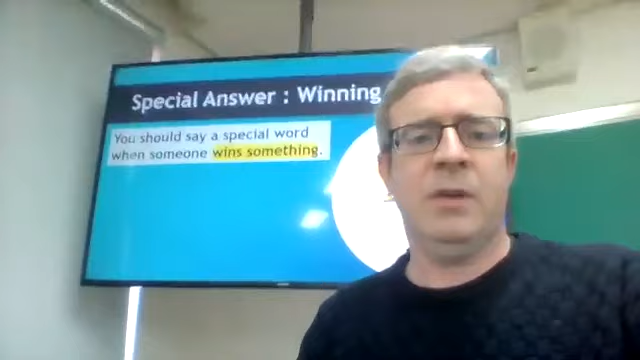 Special Answer : Winning
You should say a special word
when someone wins something.